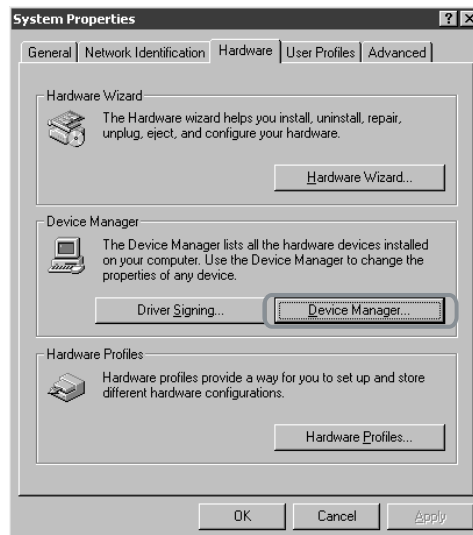 System Properties
General
Network Identification
Hardware
User Profiles
Advanced
Hardware Wizard
The Hardware wizard helps you install, uninstall, repair,
unplug, eject, and configure your hardware.
Hardware Wizard...
Device Manager
The Device Manager lists all the hardware devices installed
on your computer. Use the Device Manager to change the
properties of any device.
Driver Signing...
Device Manager...
Hardware Profiles
Hardware profiles provide a way for you to set up and store
different hardware configurations.
Hardware Profiles...
OK
Cancel
Apply